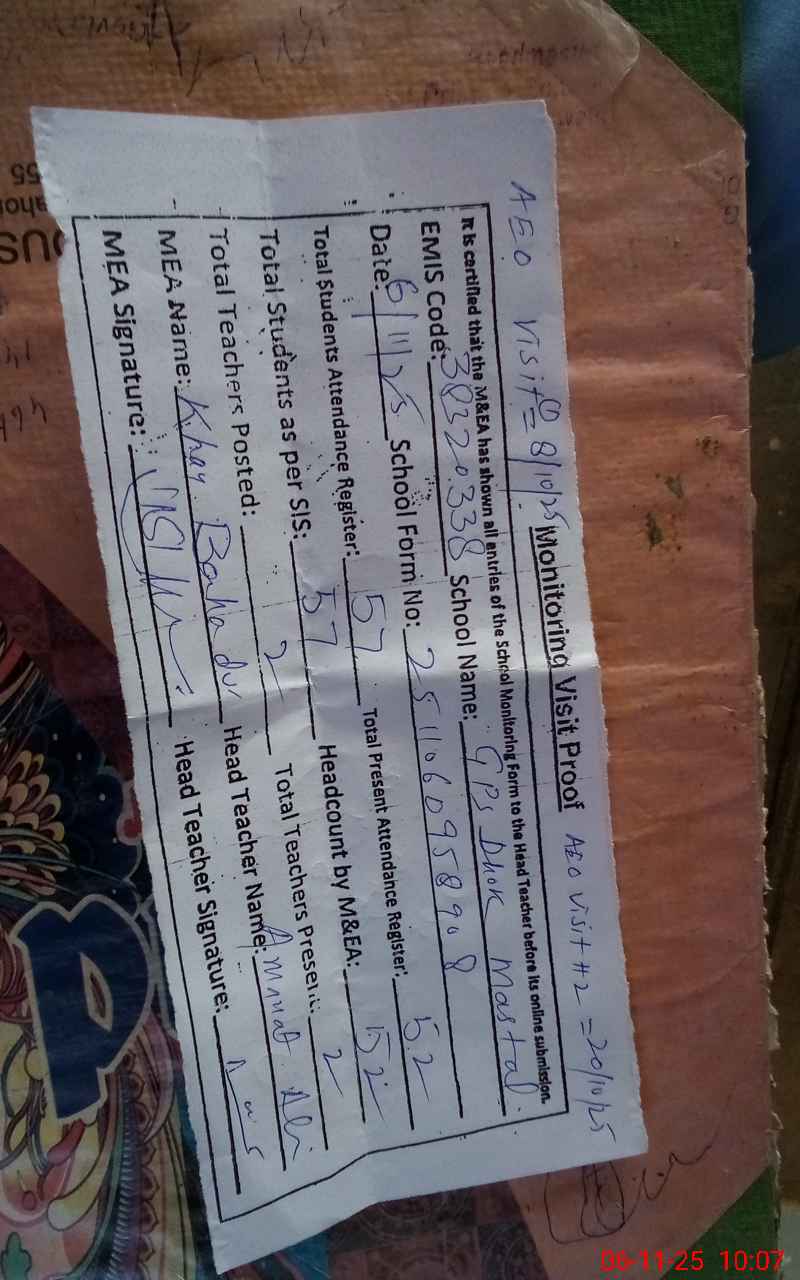 AEO Visit① = 8/10/25 Monitoring Visit Proof AEO Visit # 2 = 20/10/25
It is certified that the M&EA has shown all entries of the School Monitoring Form to the Head Teacher before its online submission.
EMIS Code: 38320338 School Name: GPS Dhok Mastal
Date: 6/11/25 School Form No: 2511060958908
Total Students Attendance Register: 57 Total Present Attendance Register: 52
Total Students as per SIS: 57 Headcount by M&EA: 52
Total Teachers Posted: 2 Total Teachers Present: 2
MEA Name: Khay Bahadur Head Teacher Name: Amanat Ali
MEA Signature: Head Teacher Signature:
55
06-11-25 10:07